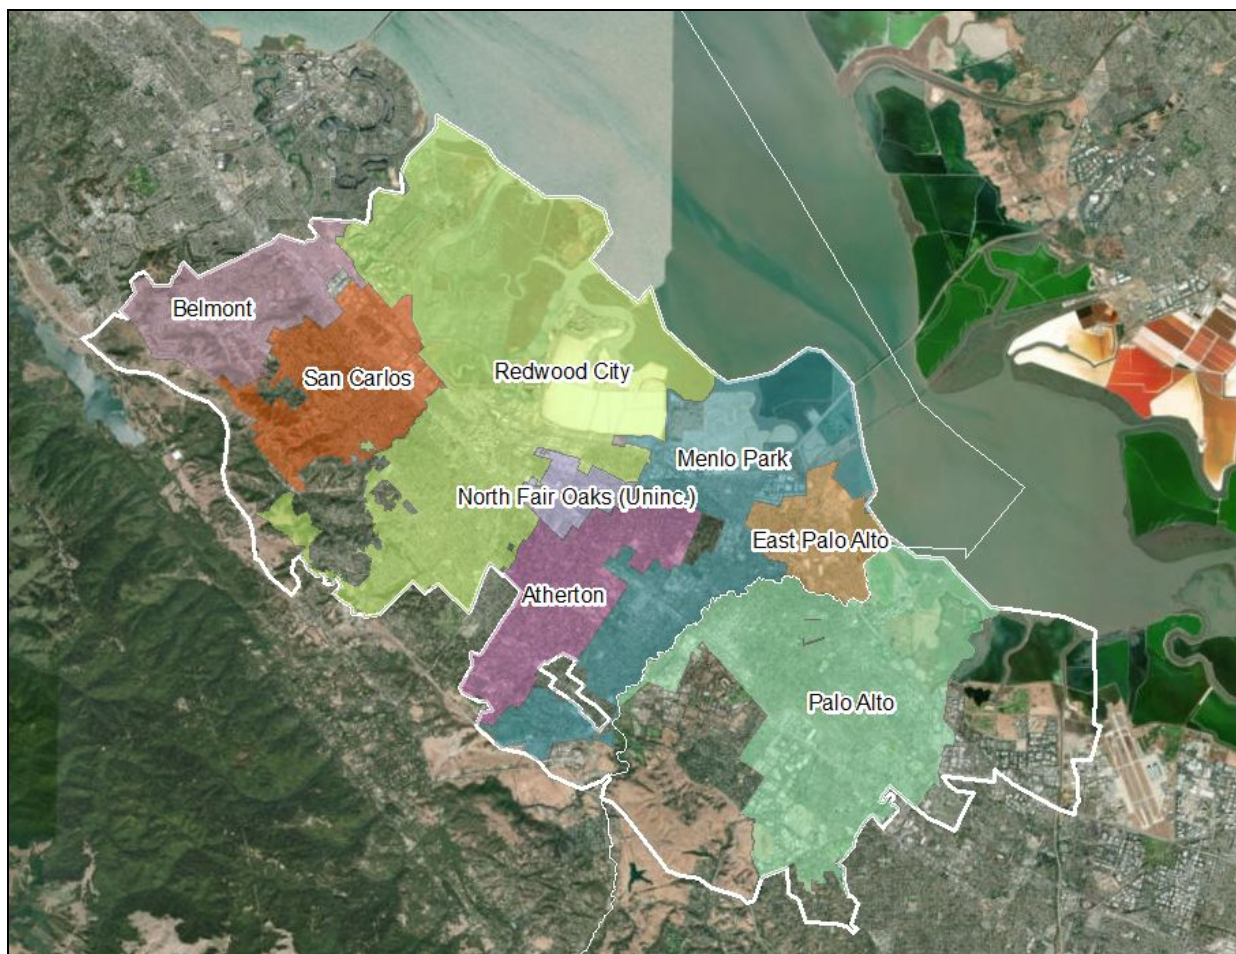 Belmont
San Carlos
Redwood City
Menlo Park
North Fair Oaks (Uninc.)
East Palo Alto
Atherton
Palo Alto